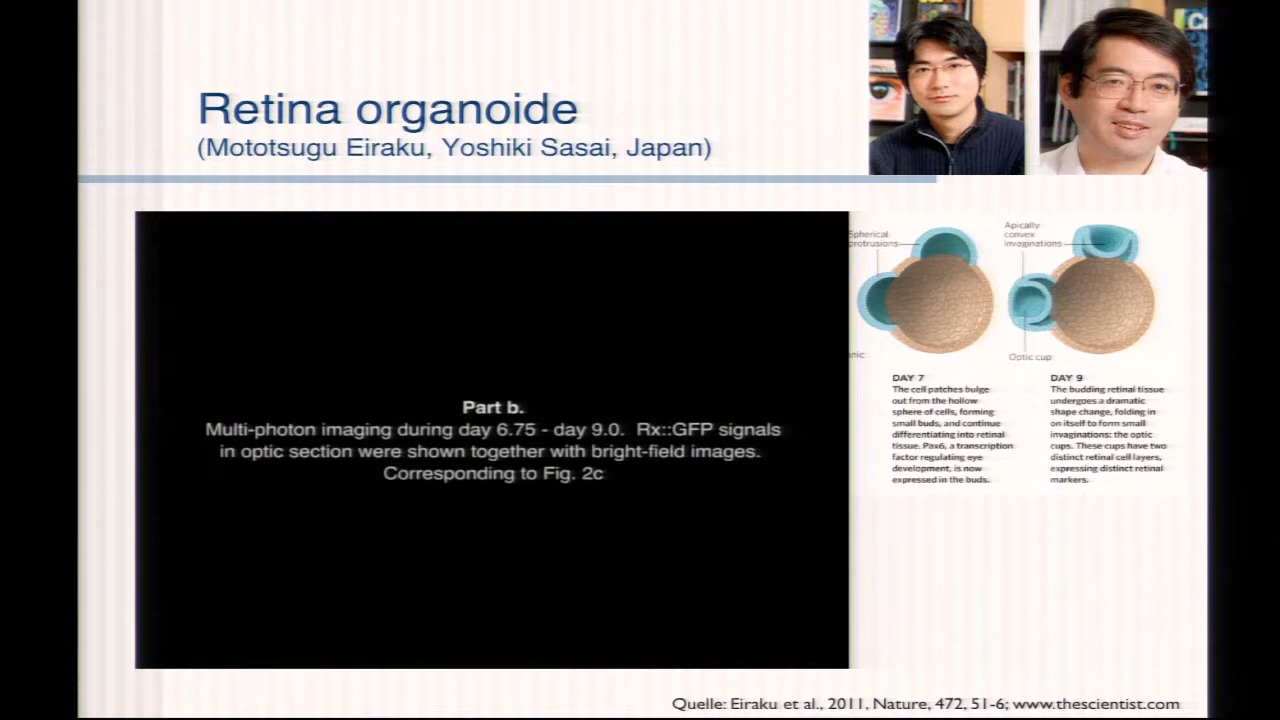 Retina organoide
(Mototsugu Eiraku, Yoshiki Sasai, Japan)
Part b.
Multi-photon imaging during day 6.75 - day 9.0. Rx::GFP signals
in optic section were shown together with bright-field images.
Corresponding to Fig. 2c
Spherical
protrusions
Apically
convex
invaginations
Optic cup
DAY 7
The cell patches bulge
out from the hollow
sphere of cells, forming
small buds, and continue
differentiating into retinal
tissue. Pax6, a transcription
factor regulating eye
development, is now
expressed in the buds.
DAY 9
The budding retinal tissue
undergoes a dramatic
shape change, folding in
on itself to form small
invaginations: the optic
cups. These cups have two
distinct retinal cell layers,
expressing distinct retinal
markers.
Quelle: Eiraku et al., 2011, Nature, 472, 51-6; www.thescientist.com